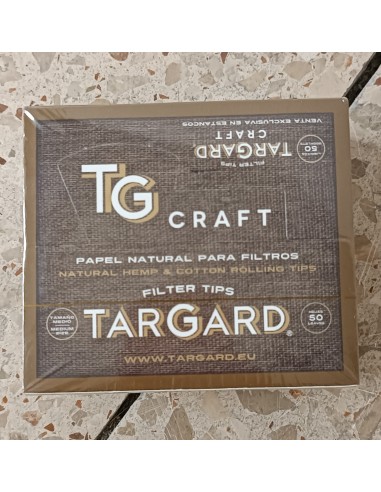 VENTA EXCLUSIVA EN ESTANCOS
CRAFT
TARGARD®
FILTER TIPS
50
TG CRAFT
PAPEL NATURAL PARA FILTROS
NATURAL HEMP & COTTON ROLLING TIPS
FILTER TIPS
TARGARD®
TAMAÑO
MEDIO
MEDIUM
SIZE
HOJAS
50
LEAVES
WWW.TARGARD.EU